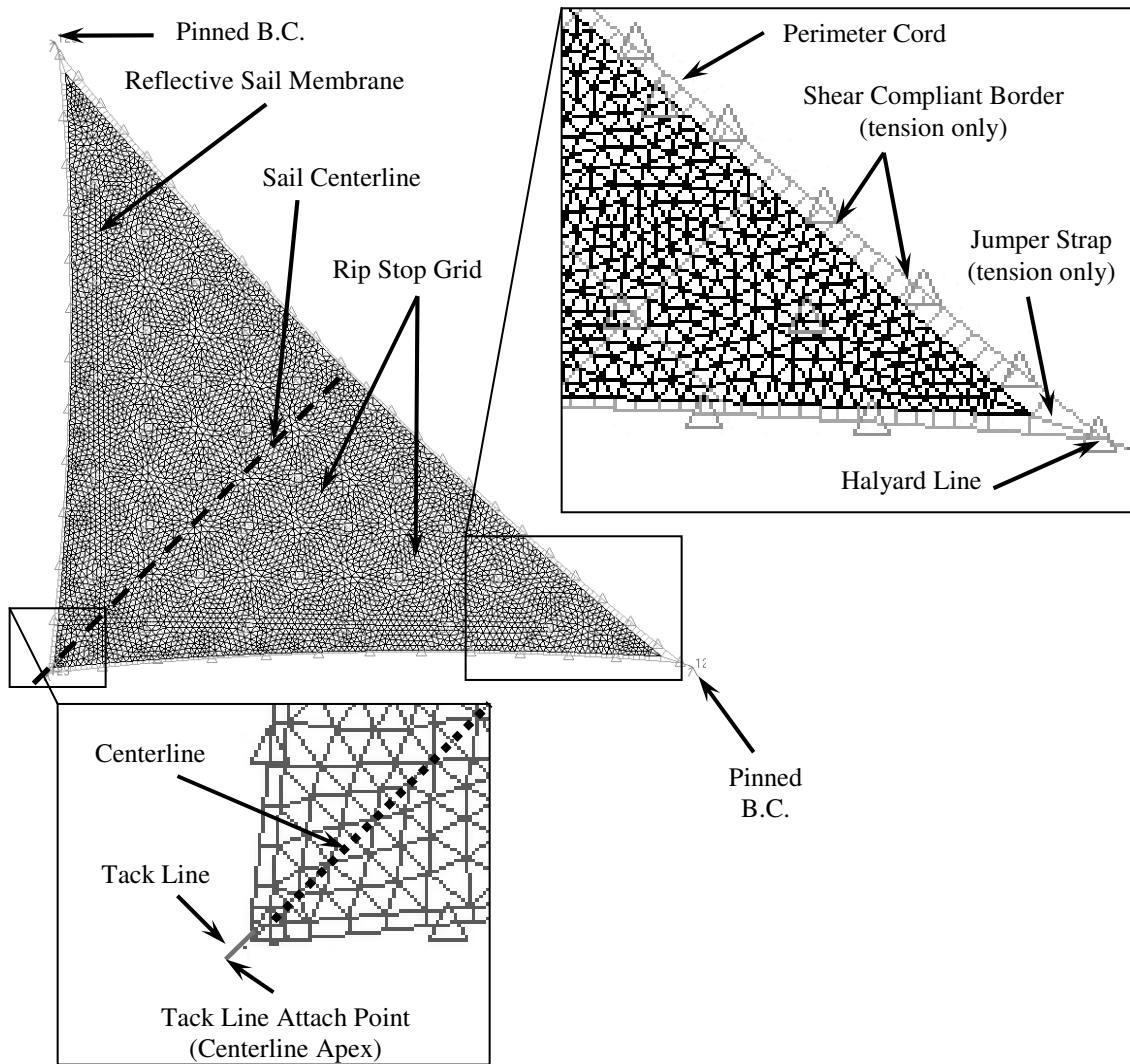 Pinned B.C.
Reflective Sail Membrane
Sail Centerline
Rip Stop Grid
Perimeter Cord
Shear Compliant Border
(tension only)
Jumper Strap
(tension only)
Halyard Line
Pinned
B.C.
Centerline
Tack Line
Tack Line Attach Point
(Centerline Apex)